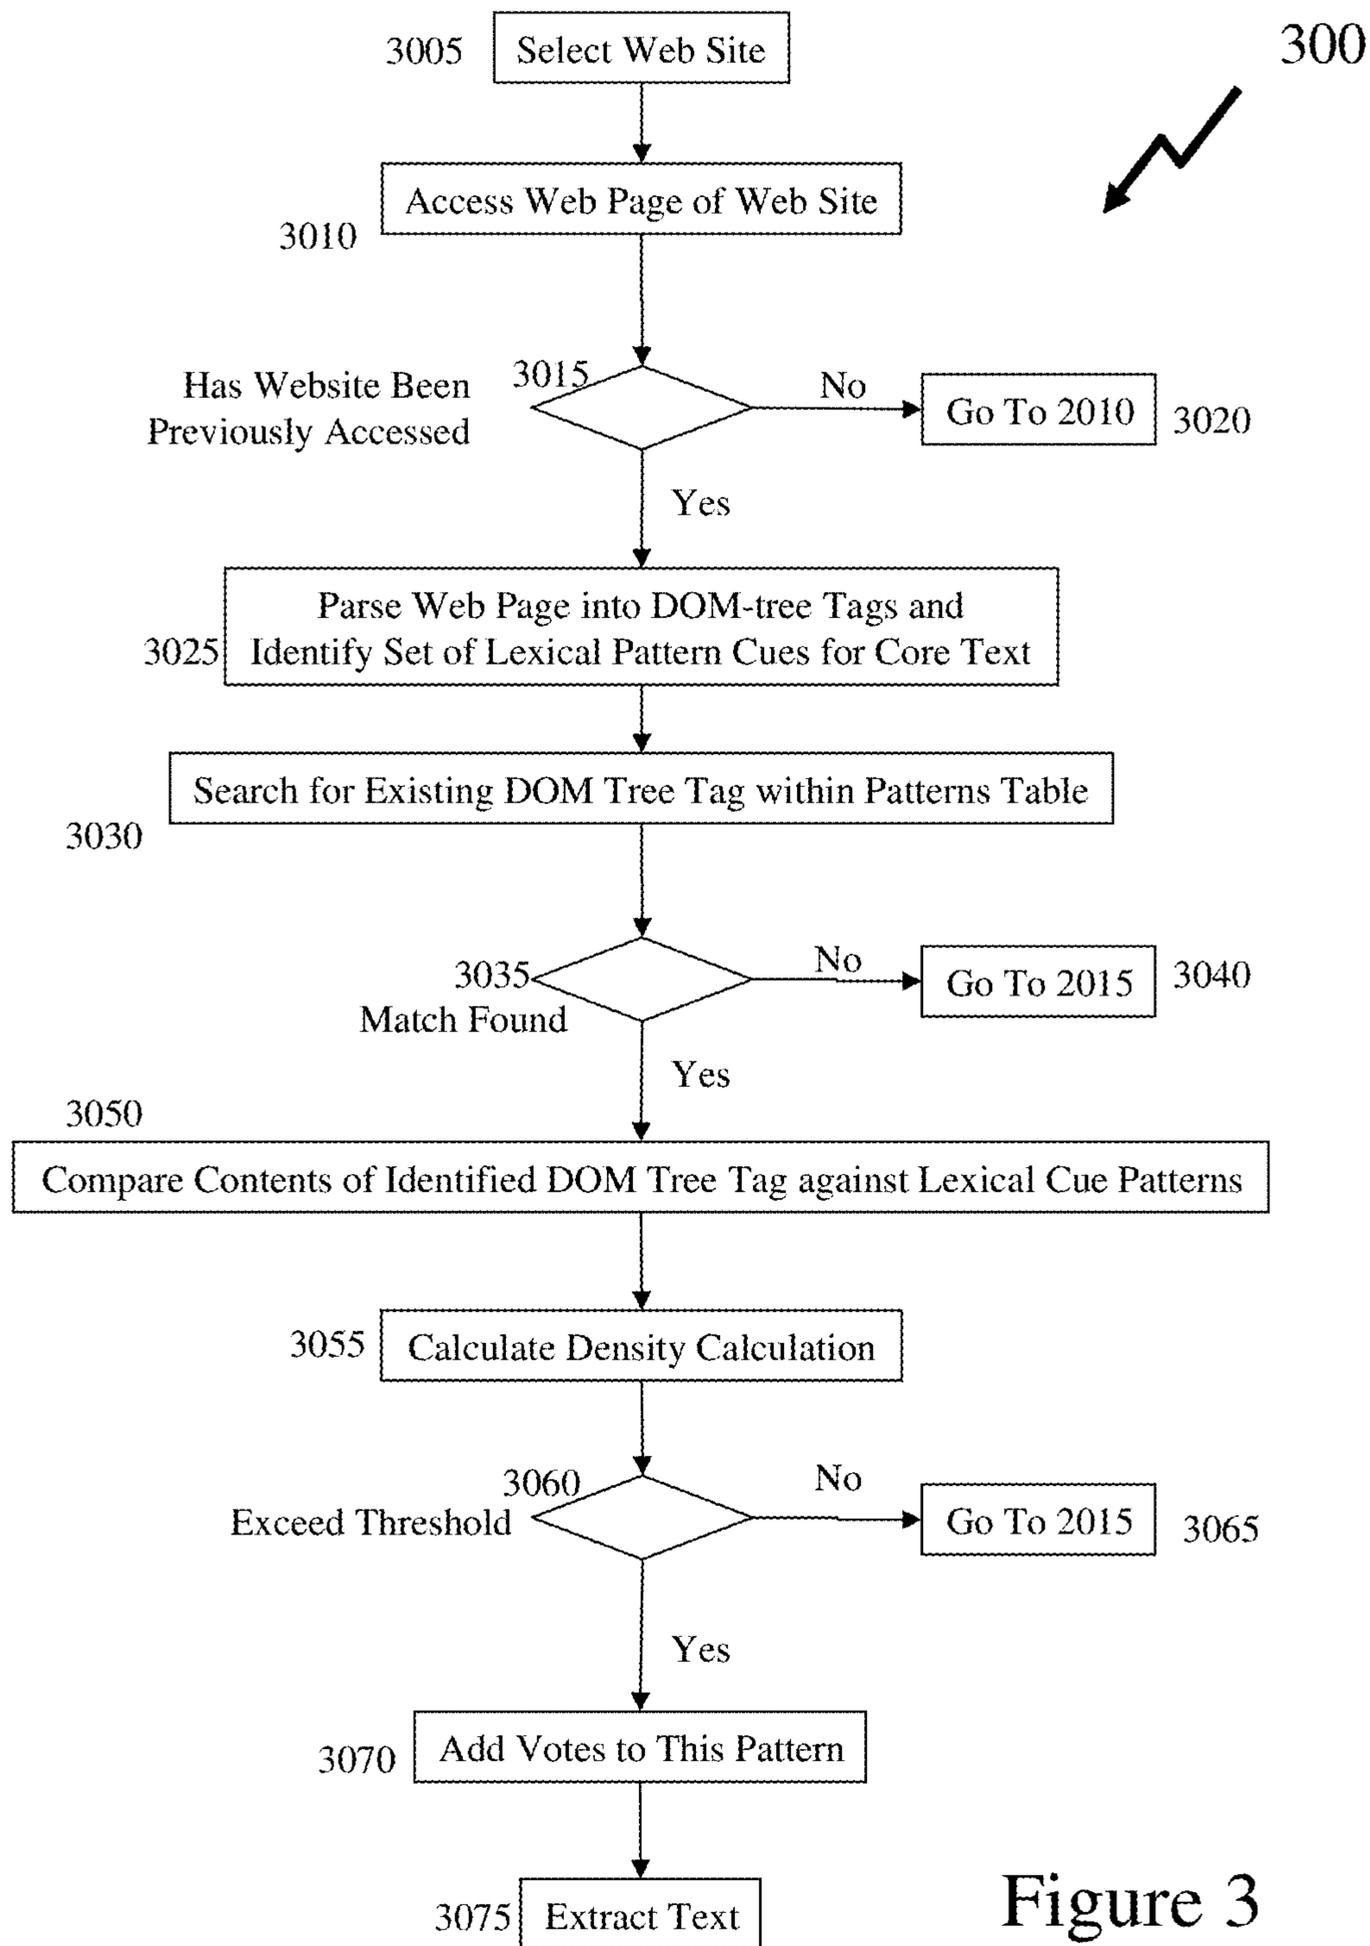 300
3005
Select Web Site
Access Web Page of Web Site
3010
3015
Has Website Been
Previously Accessed
No
Go To 2010
3020
Yes
Parse Web Page into DOM-tree Tags and
3025
Identify Set of Lexical Pattern Cues for Core Text
Search for Existing DOM Tree Tag within Patterns Table
3030
3035
Match Found
No
Go To 2015
3040
Yes
3050
Compare Contents of Identified DOM Tree Tag against Lexical Cue Patterns
3055
Calculate Density Calculation
3060
Exceed Threshold
No
Go To 2015
3065
Yes
3070
Add Votes to This Pattern
3075
Extract Text
Figure 3